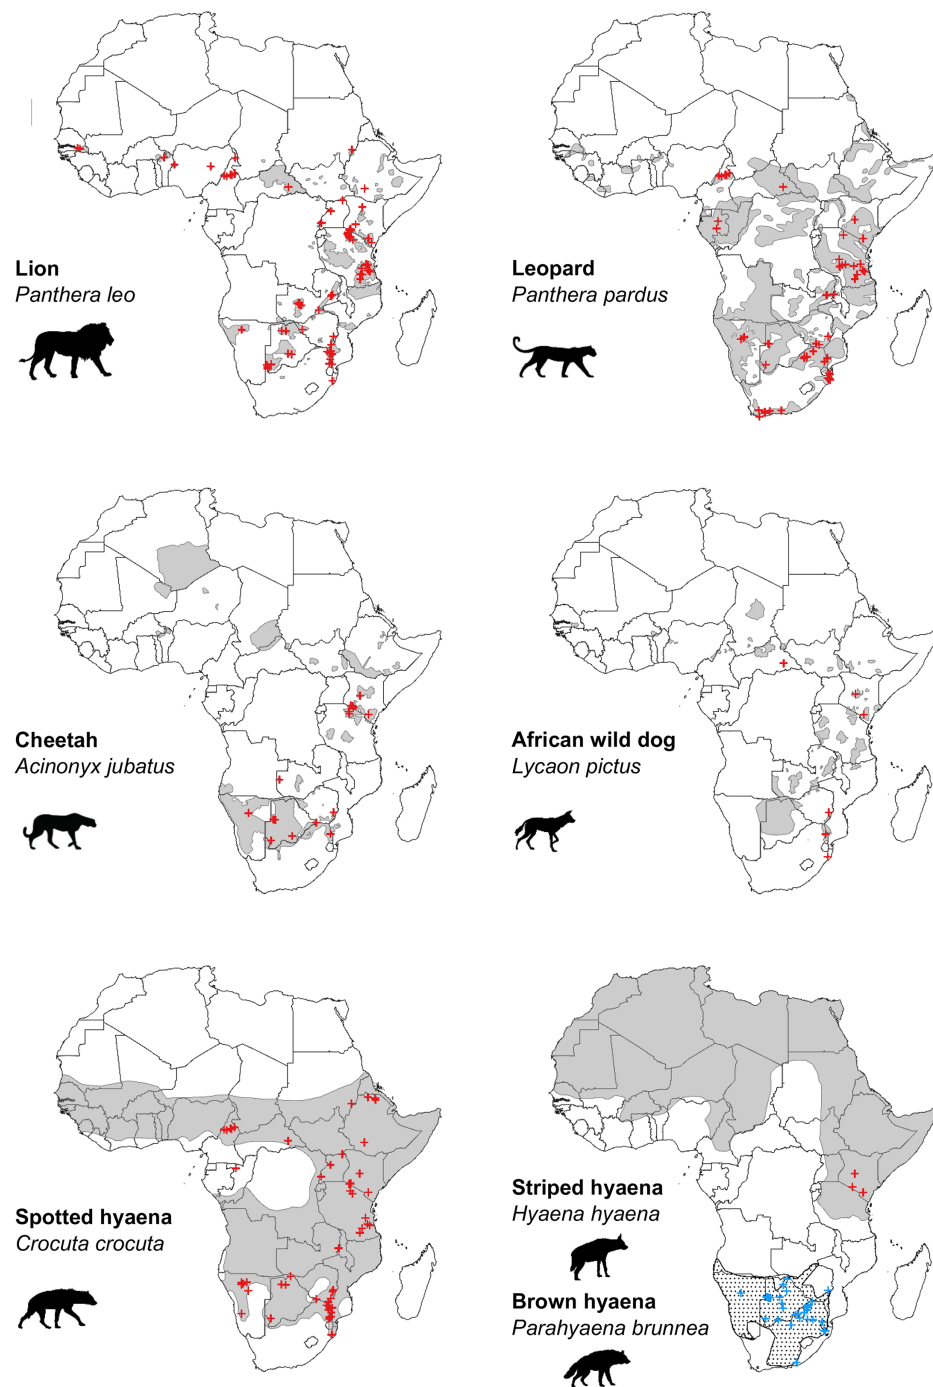 Lion
Panthera leo
Leopard
Panthera pardus
Cheetah
Acinonyx jubatus
African wild dog
Lycaon pictus
Spotted hyaena
Crocuta crocuta
Striped hyaena
Hyaena hyaena
Brown hyaena
Parahyaena brunnea